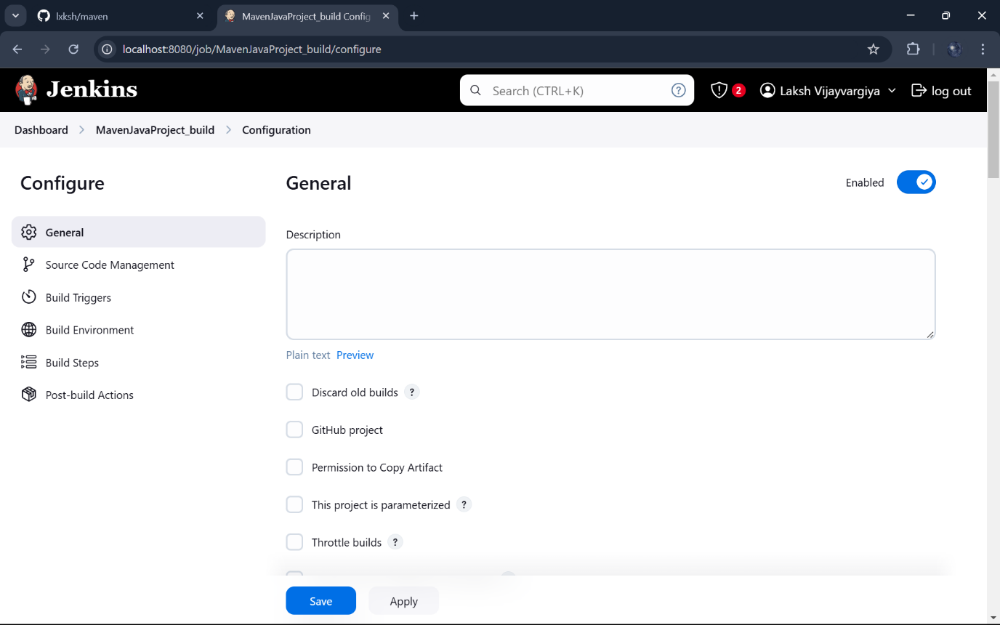 lxksh/maven
MavenJavaProject_build Config
localhost:8080/job/MavenJavaProject_build/configure
Jenkins
Search (CTRL+K)
?
2
Laksh Vijayvargiya
log out
Dashboard
MavenJavaProject_build
Configuration
Configure
General
Enabled
General
Source Code Management
Build Triggers
Build Environment
Build Steps
Post-build Actions
Description
Plain text Preview
Discard old builds ?
GitHub project
Permission to Copy Artifact
This project is parameterized ?
Throttle builds ?
Save
Apply